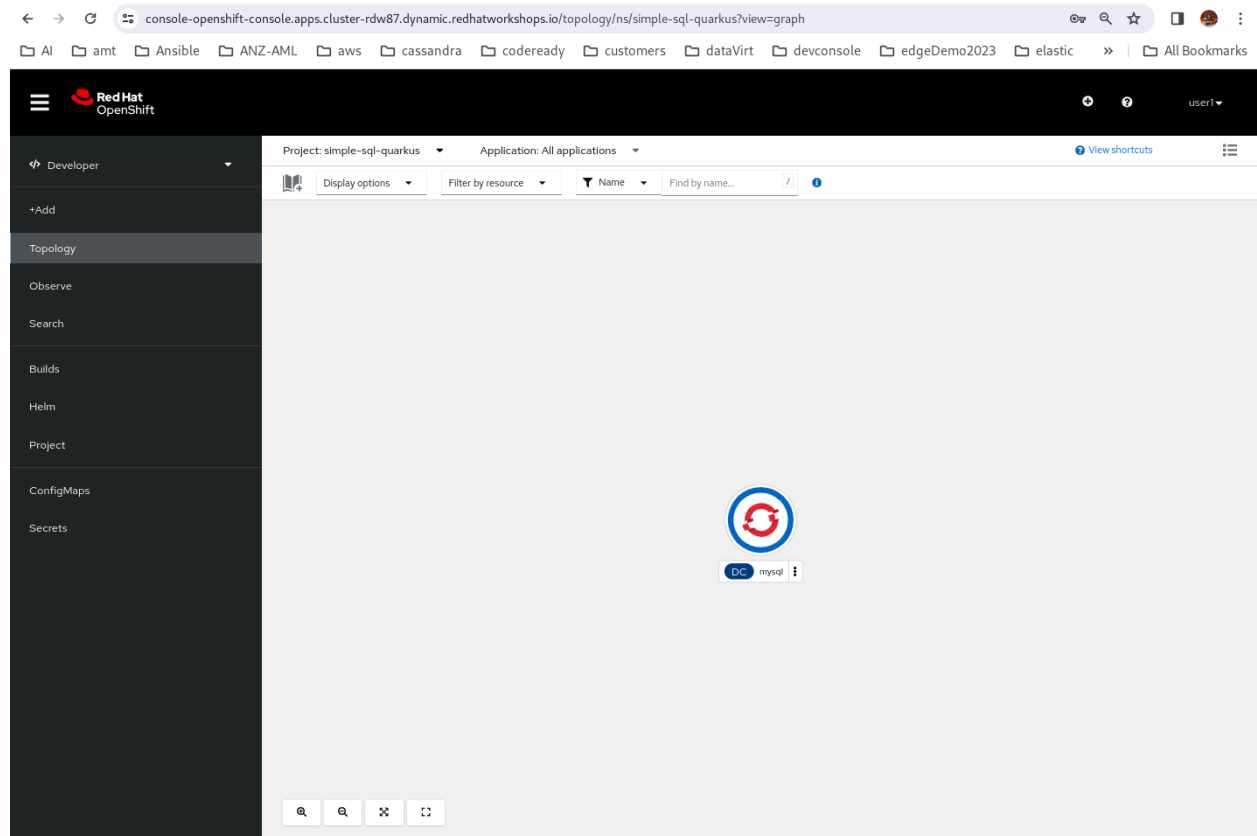 console-openshift-console.apps.cluster-rdw87.dynamic.redhatworkshops.io/topology/ns/simple-sql-quarkus?view=graph
AI amt Ansible ANZ-AML aws cassandra codeready customers dataVirt devconsole edgeDemo2023 elastic » All Bookmarks
Red Hat
OpenShift
user1
Developer
Project: simple-sql-quarkus Application: All applications View shortcuts
Display options Filter by resource Name Find by name... /
+Add
Topology
Observe
Search
Builds
Helm
Project
ConfigMaps
Secrets
DC mysql